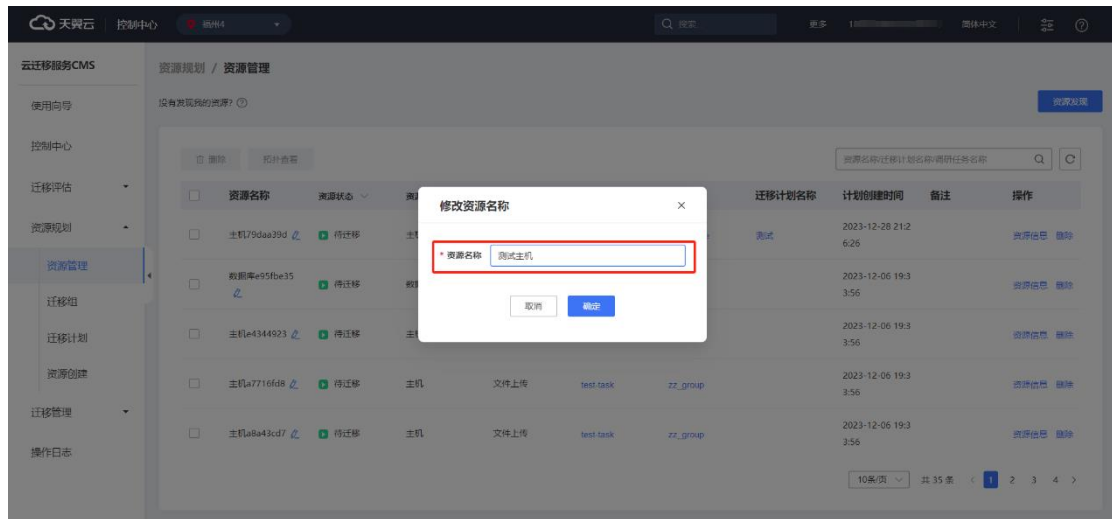 天翼云 控制中心 福州4 搜索 更多 简体中文
云迁移服务CMS
使用向导
控制中心
迁移评估
资源规划
资源管理
迁移组
迁移计划
资源创建
迁移管理
操作日志
资源规划 / 资源管理
没有发现我的资源?
资源发现
删除 拓扑查看 资源名称/迁移计划名称/调研任务名称
资源名称 资源状态 迁移计划名称 计划创建时间 备注 操作
主机79daa39d 待迁移 测试 2023-12-28 21:2
6:26 资源信息 删除
数据库e95fbe35 待迁移 2023-12-06 19:3
3:56 资源信息 删除
主机e4344923 待迁移 2023-12-06 19:3
3:56 资源信息 删除
主机a7716fd8 待迁移 主机 文件上传 test-task zz_group 2023-12-06 19:3
3:56 资源信息 删除
主机a8a43cd7 待迁移 主机 文件上传 test-task zz_group 2023-12-06 19:3
3:56 资源信息 删除
10条/页 共 35 条 1 2 3 4
修改资源名称
* 资源名称 测试主机
取消 确定